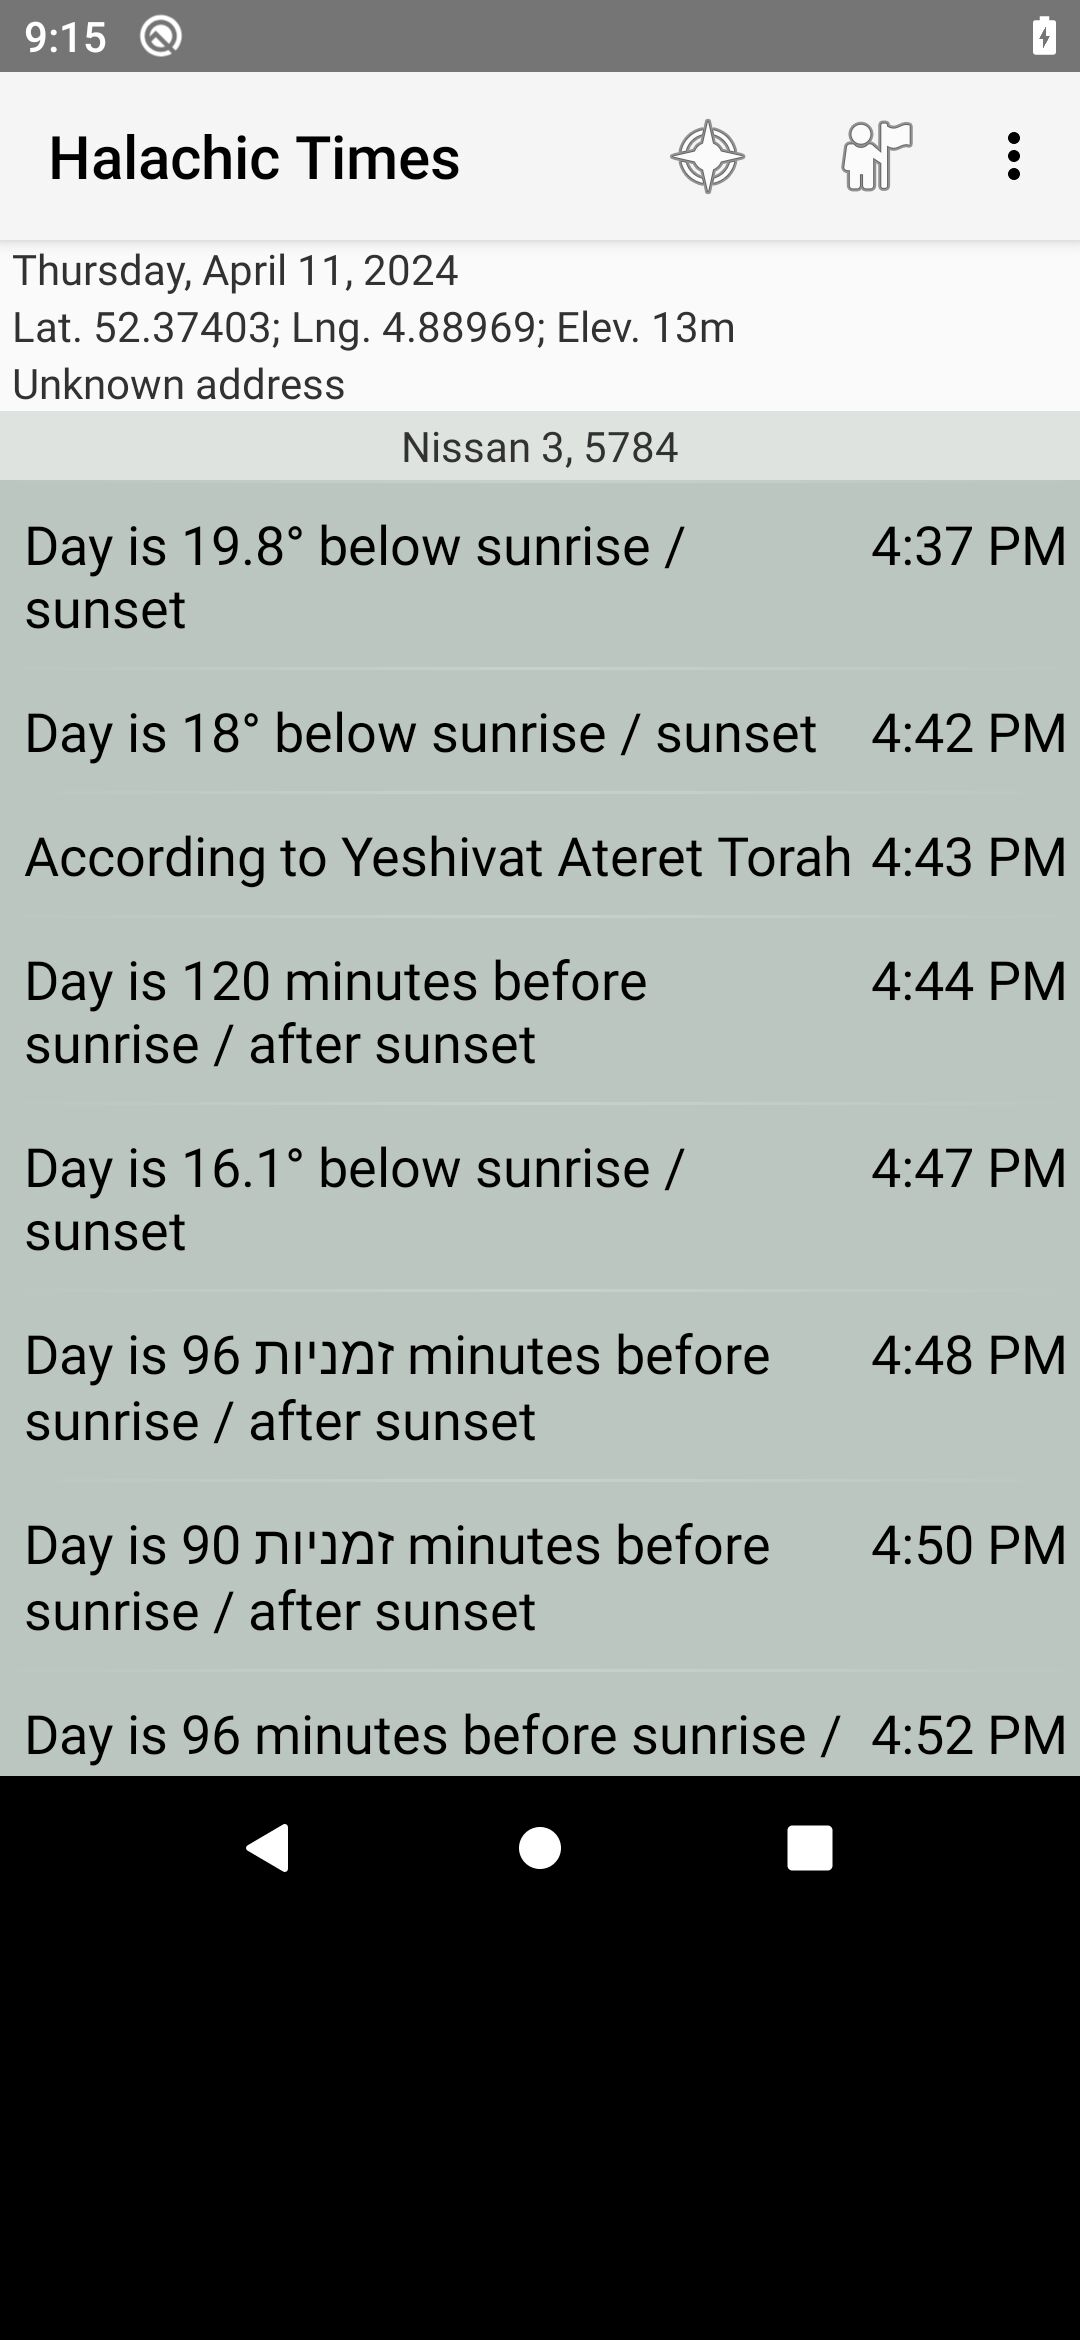 9:15
Halachic Times
Thursday, April 11, 2024
Lat. 52.37403; Lng. 4.88969; Elev. 13m
Unknown address
Nissan 3, 5784
Day is 19.8° below sunrise / 4:37 PM
sunset
Day is 18° below sunrise / sunset 4:42 PM
According to Yeshivat Ateret Torah 4:43 PM
Day is 120 minutes before 4:44 PM
sunrise / after sunset
Day is 16.1° below sunrise / 4:47 PM
sunset
Day is 96 זמניות minutes before 4:48 PM
sunrise / after sunset
Day is 90 זמניות minutes before 4:50 PM
sunrise / after sunset
Day is 96 minutes before sunrise / 4:52 PM